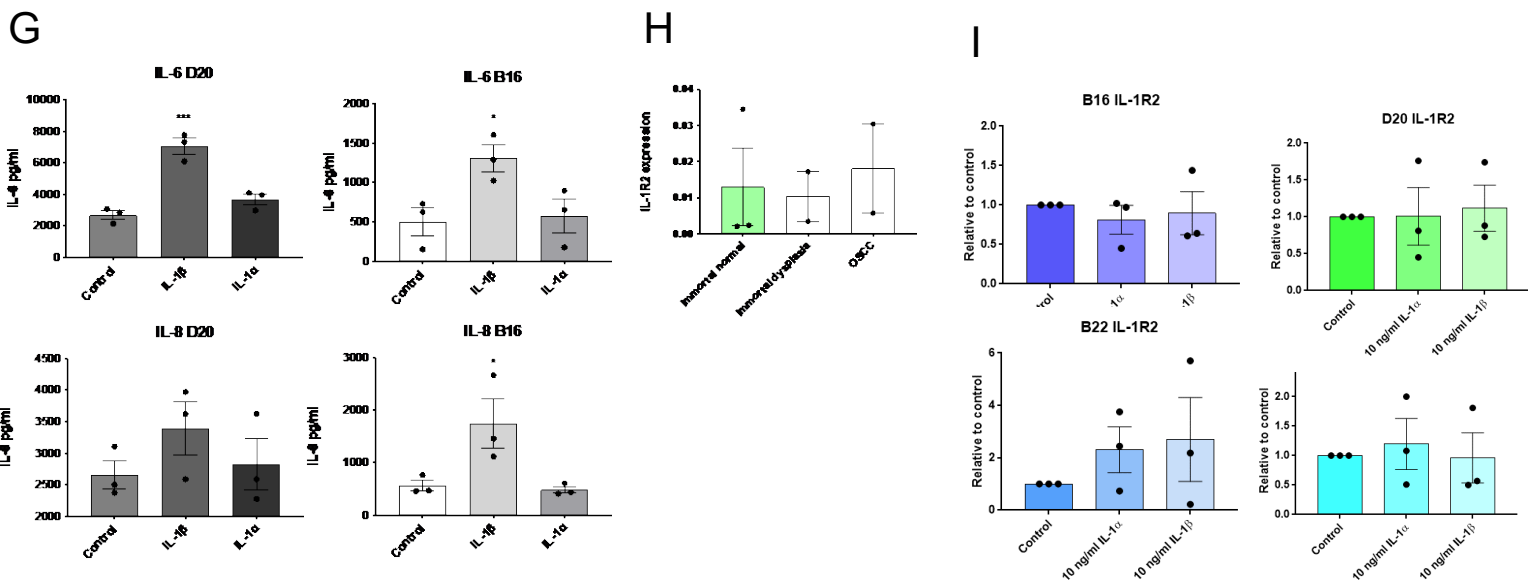 G
IL-6 D20
10000
8000
6000
4000
2000
0
IL-6 pg/ml
***
Control
IL-1β
IL-1α
IL-6 B16
2000
1500
1000
500
0
IL-6 pg/ml
*
Control
IL-1β
IL-1α
IL-8 D20
4500
4000
3500
3000
2500
2000
IL-8 pg/ml
Control
IL-1β
IL-1α
IL-8 B16
3000
2000
1000
0
IL-8 pg/ml
*
Control
IL-1β
IL-1α
H
0.04
0.03
0.02
0.01
0.00
IL-1R2 expression
Immortal normal
Immortal dysplasia
OSCC
I
B16 IL-1R2
2.0
1.5
1.0
0.5
0.0
Relative to control
trol
1α
1β
D20 IL-1R2
2.0
1.5
1.0
0.5
0.0
Relative to control
Control
10 ng/ml IL-1α
10 ng/ml IL-1β
B22 IL-1R2
6
4
2
0
Relative to control
Control
10 ng/ml IL-1α
10 ng/ml IL-1β
2.0
1.5
1.0
0.5
0.0
Relative to control
Control
10 ng/ml IL-1α
10 ng/ml IL-1β